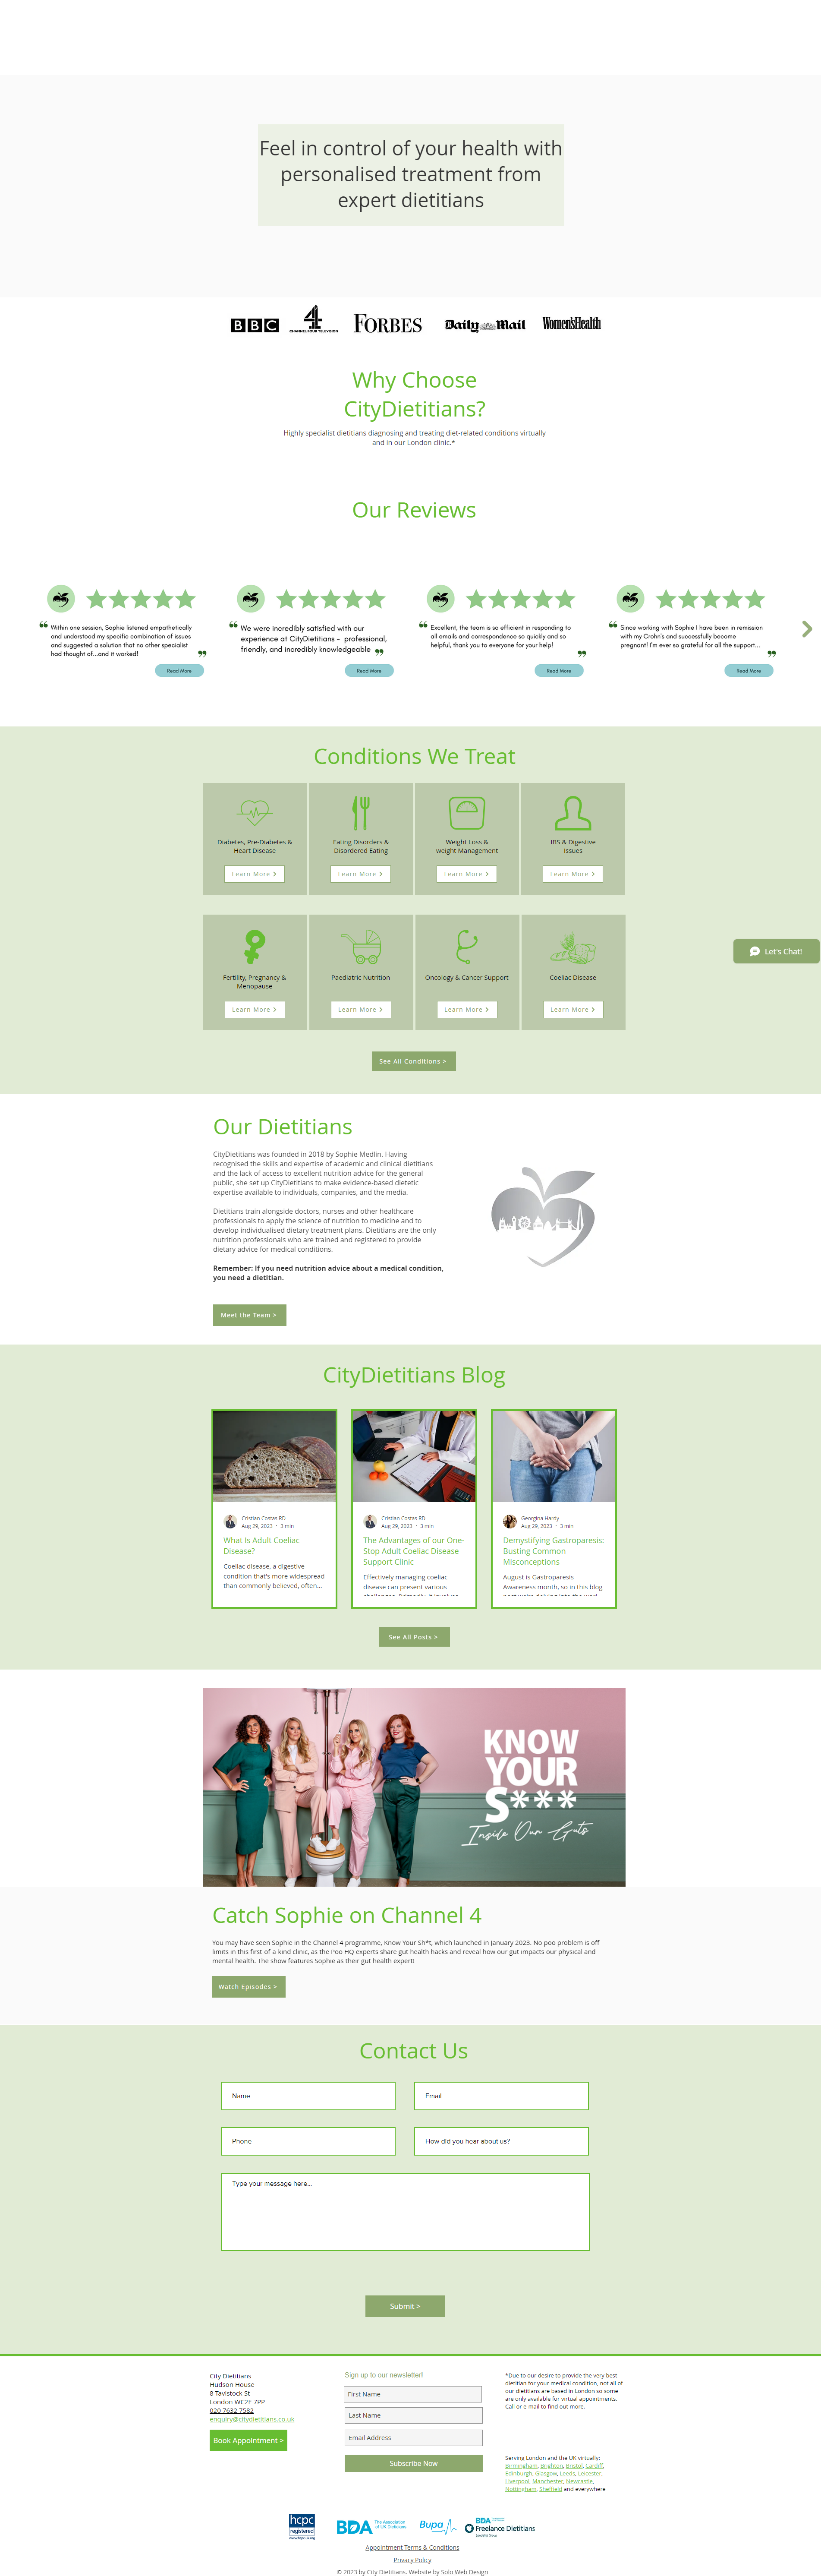 Feel in control of your health with
personalised treatment from
expert dietitians
BBC
4
CHANNEL FOUR TELEVISION
FORBES
Daily Mail
Women'sHealth
Why Choose
CityDietitians?
Highly specialist dietitians diagnosing and treating diet-related conditions virtually
and in our London clinic.*
Our Reviews
Within one session, Sophie listened empathetically
and understood my specific combination of issues
and suggested a solution that no other specialist
had thought of...and it worked!
Read More
We were incredibly satisfied with our
experience at CityDietitians - professional,
friendly, and incredibly knowledgeable
Read More
Excellent, the team is so efficient in responding to
all emails and correspondence so quickly and so
helpful, thank you to everyone for your help!
Read More
Since working with Sophie I have been in remission
with my Crohn's and successfully become
pregnant! I'm ever so grateful for all the support...
Read More
Conditions We Treat
Diabetes, Pre-Diabetes &
Heart Disease
Learn More >
Eating Disorders &
Disordered Eating
Learn More >
Weight Loss &
weight Management
Learn More >
IBS & Digestive
Issues
Learn More >
Fertility, Pregnancy &
Menopause
Learn More >
Paediatric Nutrition
Learn More >
Oncology & Cancer Support
Learn More >
Coeliac Disease
Learn More >
Let's Chat!
See All Conditions >
Our Dietitians
CityDietitians was founded in 2018 by Sophie Medlin. Having
recognised the skills and expertise of academic and clinical dietitians
and the lack of access to excellent nutrition advice for the general
public, she set up CityDietitians to make evidence-based dietetic
expertise available to individuals, companies, and the media.
Dietitians train alongside doctors, nurses and other healthcare
professionals to apply the science of nutrition to medicine and to
develop individualised dietary treatment plans. Dietitians are the only
nutrition professionals who are trained and registered to provide
dietary advice for medical conditions.
Remember: If you need nutrition advice about a medical condition,
you need a dietitian.
Meet the Team >
CityDietitians Blog
Cristian Costas RD
Aug 29, 2023 · 3 min
What Is Adult Coeliac
Disease?
Coeliac disease, a digestive
condition that's more widespread
than commonly believed, often...
Cristian Costas RD
Aug 29, 2023 · 3 min
The Advantages of our One-
Stop Adult Coeliac Disease
Support Clinic
Effectively managing coeliac
disease can present various
Georgina Hardy
Aug 29, 2023 · 3 min
Demystifying Gastroparesis:
Busting Common
Misconceptions
August is Gastroparesis
Awareness month, so in this blog
See All Posts >
KNOW
YOUR
S***
Inside Our Guts
Catch Sophie on Channel 4
You may have seen Sophie in the Channel 4 programme, Know Your Sh*t, which launched in January 2023. No poo problem is off
limits in this first-of-a-kind clinic, as the Poo HQ experts share gut health hacks and reveal how our gut impacts our physical and
mental health. The show features Sophie as their gut health expert!
Watch Episodes >
Contact Us
Name
Email
Phone
How did you hear about us?
Type your message here...
Submit >
City Dietitians
Hudson House
8 Tavistock St
London WC2E 7PP
020 7632 7582
enquiry@citydietitians.co.uk
Book Appointment >
Sign up to our newsletter!
First Name
Last Name
Email Address
Subscribe Now
*Due to our desire to provide the very best
dietitian for your medical condition, not all of
our dietitians are based in London so some
are only available for virtual appointments.
Call or e-mail to find out more.
Serving London and the UK virtually:
Birmingham, Brighton, Bristol, Cardiff,
Edinburgh, Glasgow, Leeds, Leicester,
Liverpool, Manchester, Newcastle,
Nottingham, Sheffield and everywhere
hcpc
registered
www.hcpc-uk.org
BDA The Association
of UK Dietitians
Bupa
BDA
Freelance Dietitians
Specialist Group
Appointment Terms & Conditions
Privacy Policy
© 2023 by City Dietitians. Website by Solo Web Design